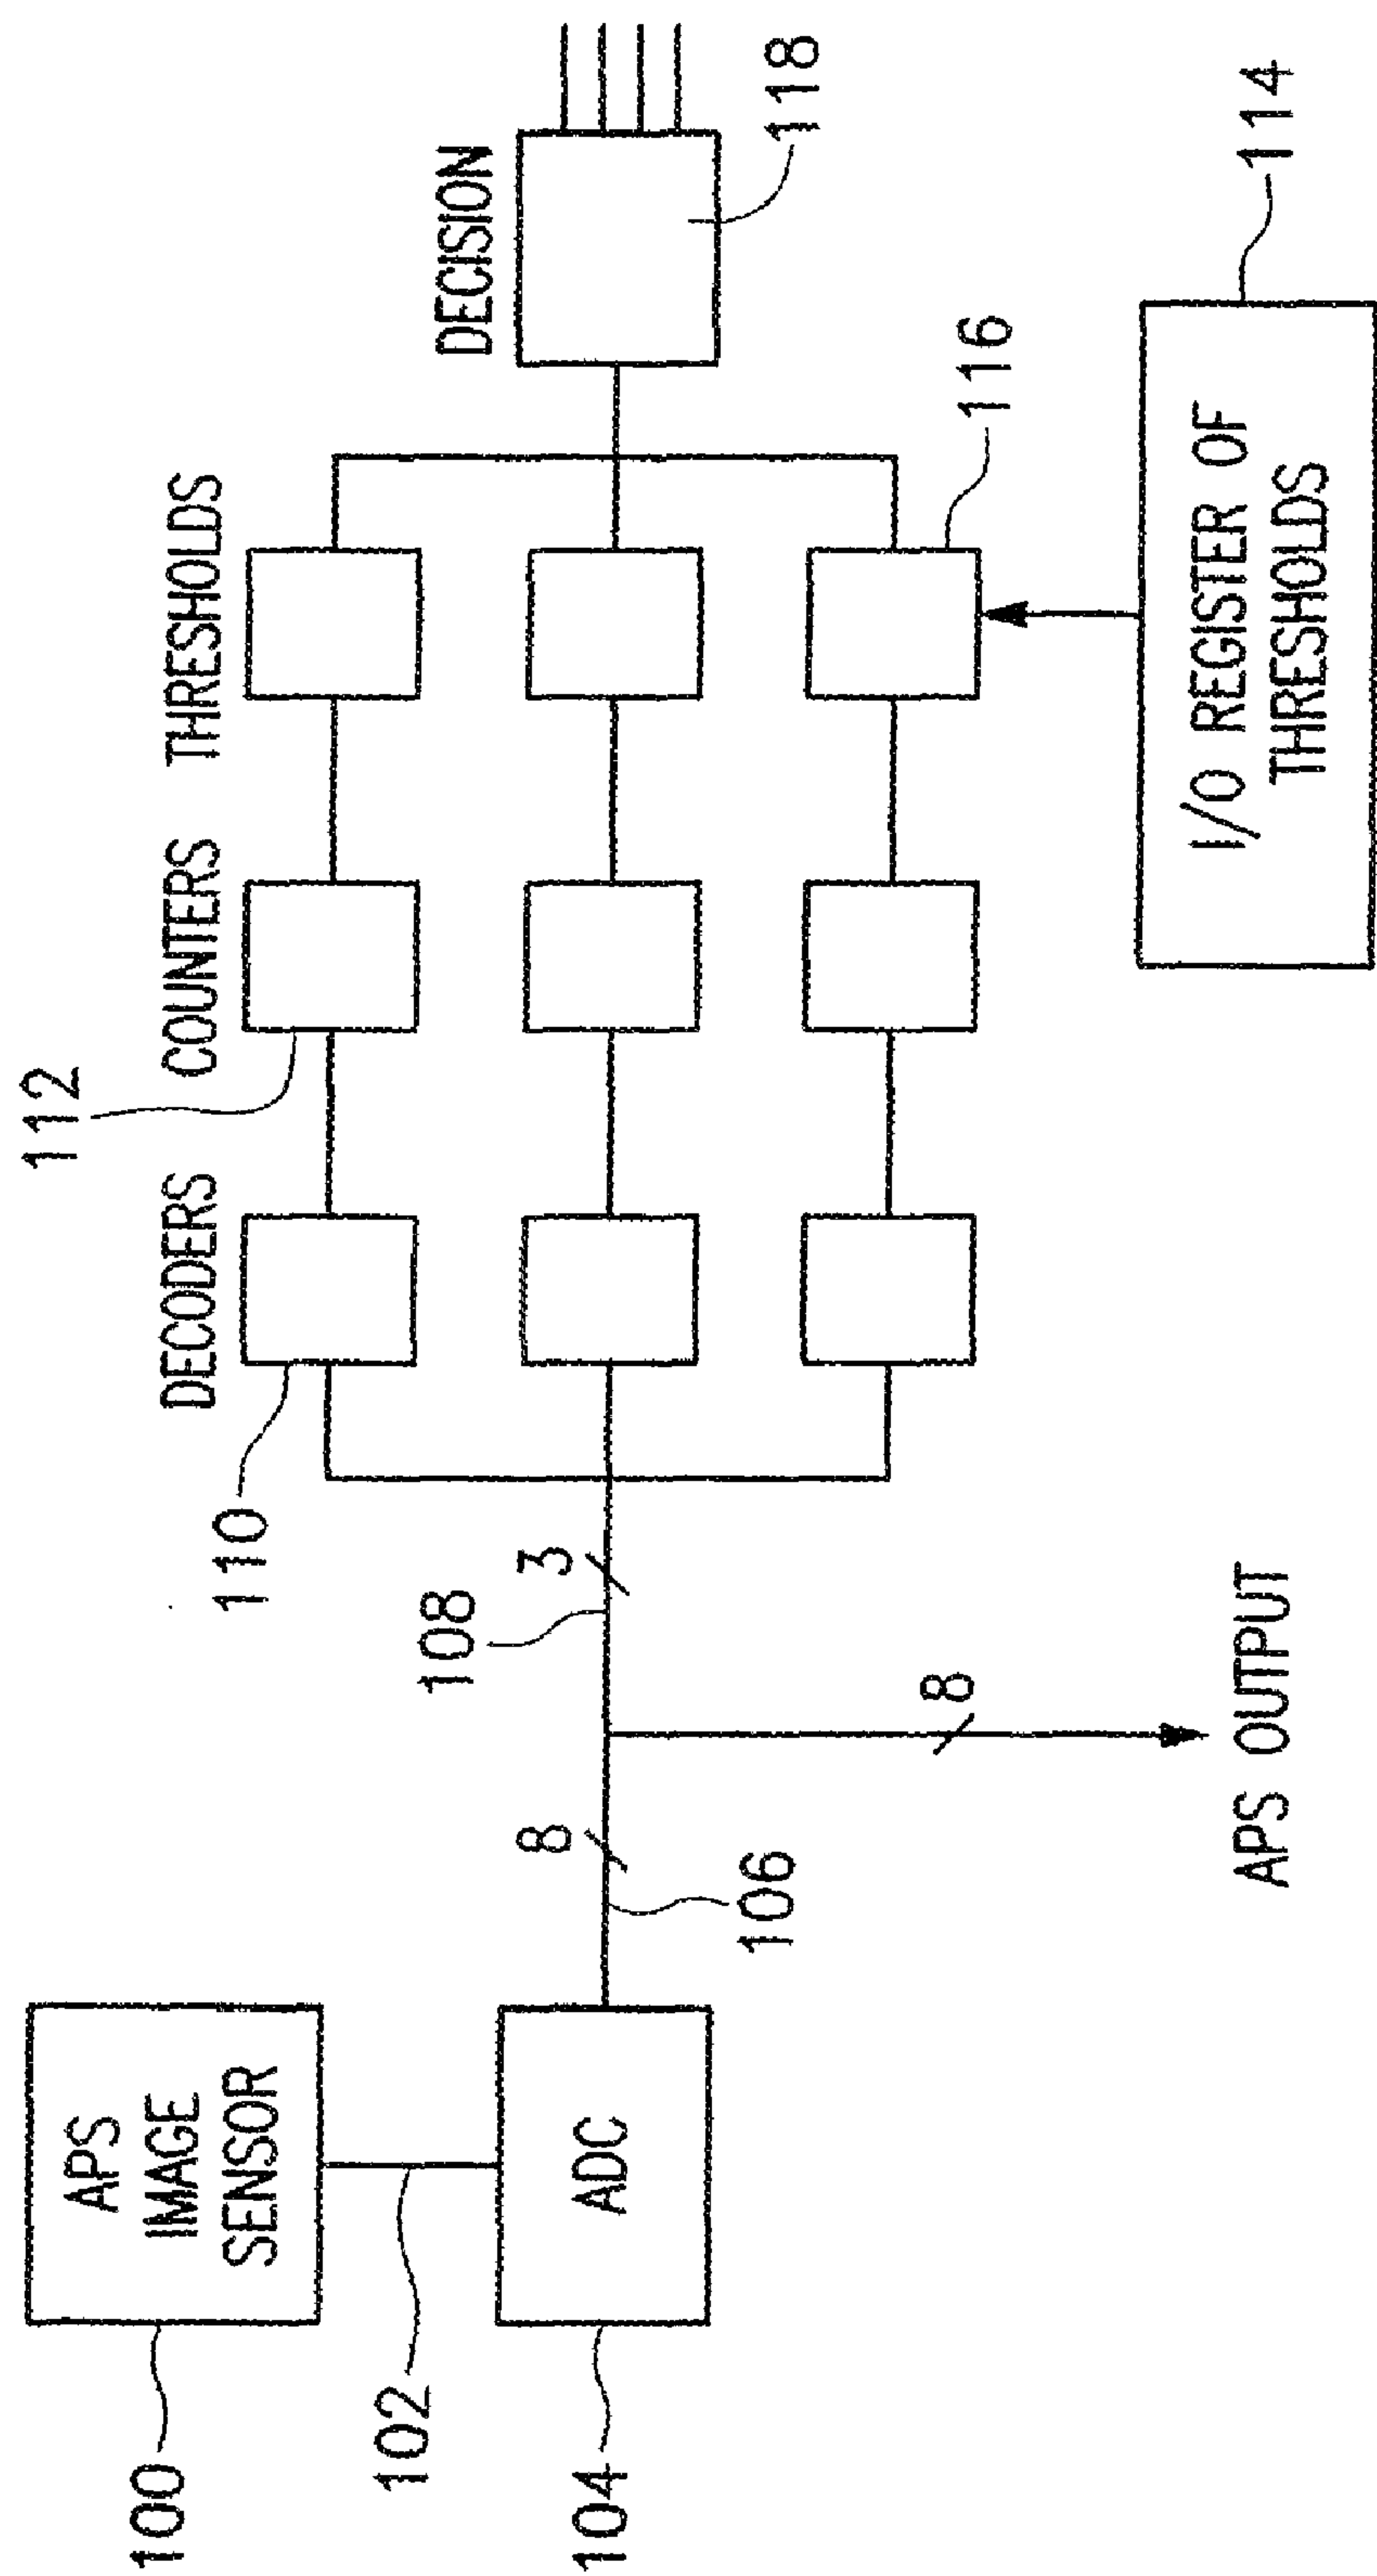 100
APS
IMAGE
SENSOR
102
104
ADC
106
8
8
APS OUTPUT
108
3
110
DECODERS
112
COUNTERS
THRESHOLDS
116
I/O REGISTER OF
THRESHOLDS
114
DECISION
118